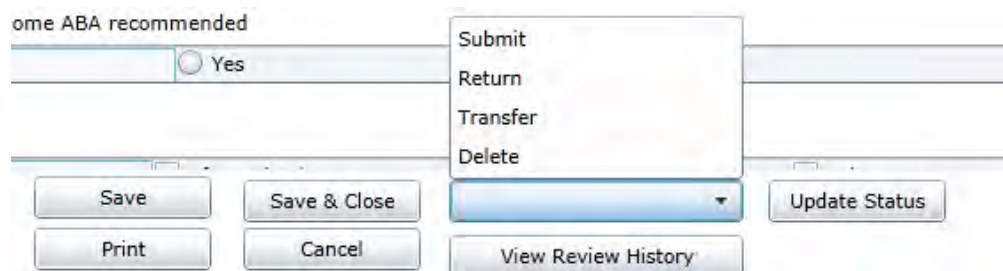 ome ABA recommended
Yes
Submit
Return
Transfer
Delete
Save
Save & Close
Update Status
Print
Cancel
View Review History